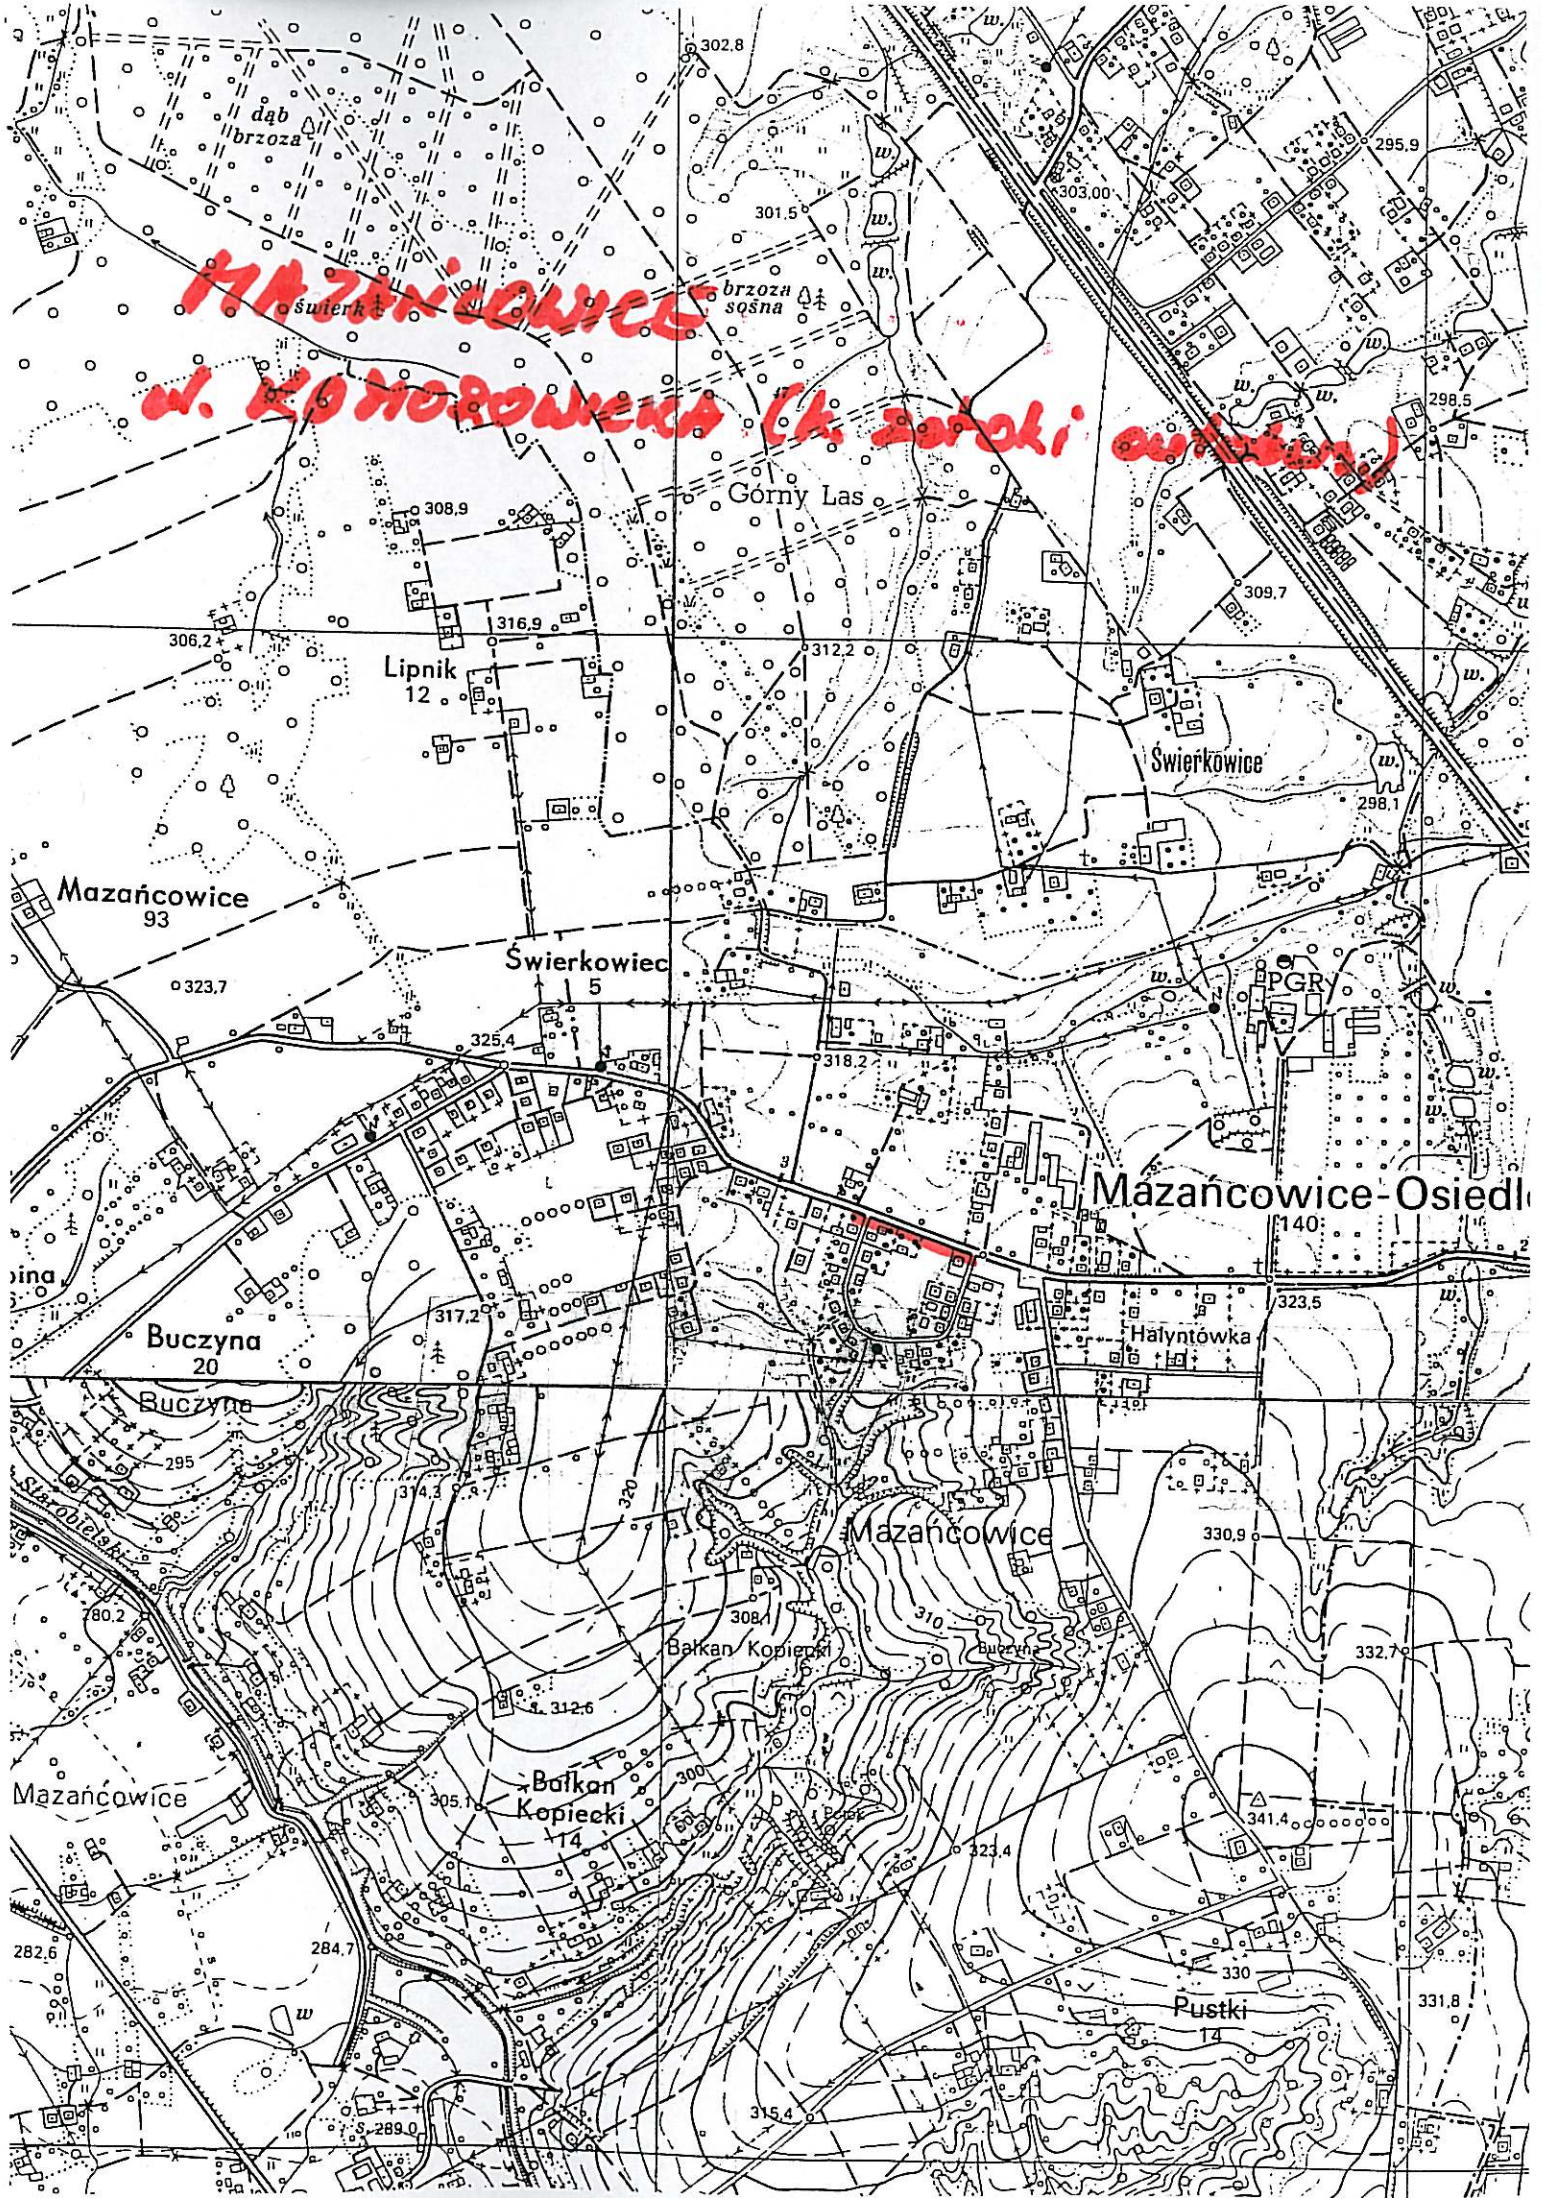 302.8
w.
dąb
brzoza
w.
295,9
303,00
301.5
w.
w.
MAZAŃCOWICE
świerk
brzoza
sosna
w.
w.
w.
298,5
ul. KOMOROWICKA (k. zatoki
Górny Las
308,9
309,7
316,9
306,2
312,2
Lipnik
12
w.
Świerkowice
w.
298,1
Mazańcowice
93
Świerkowiec
5
323,7
w.
PGR
w.
325,4
318,2
w.
w.
Mazańcowice-Osiedl
140
323,5
w.
317,2
Halyntówka
Buczyna
20
Buczyna
295
314,3
320
Mazańcowice
330,9
280,2
308,1
310
Bałkan Kopiecki
Buczyna
332,7
s. 312,6
Mazańcowice
305,1
Bałkan
Kopiecki
14
300
341.4
323,4
282,6
284,7
330
w
Pustki
14
331,8
s. 289,0
315,4